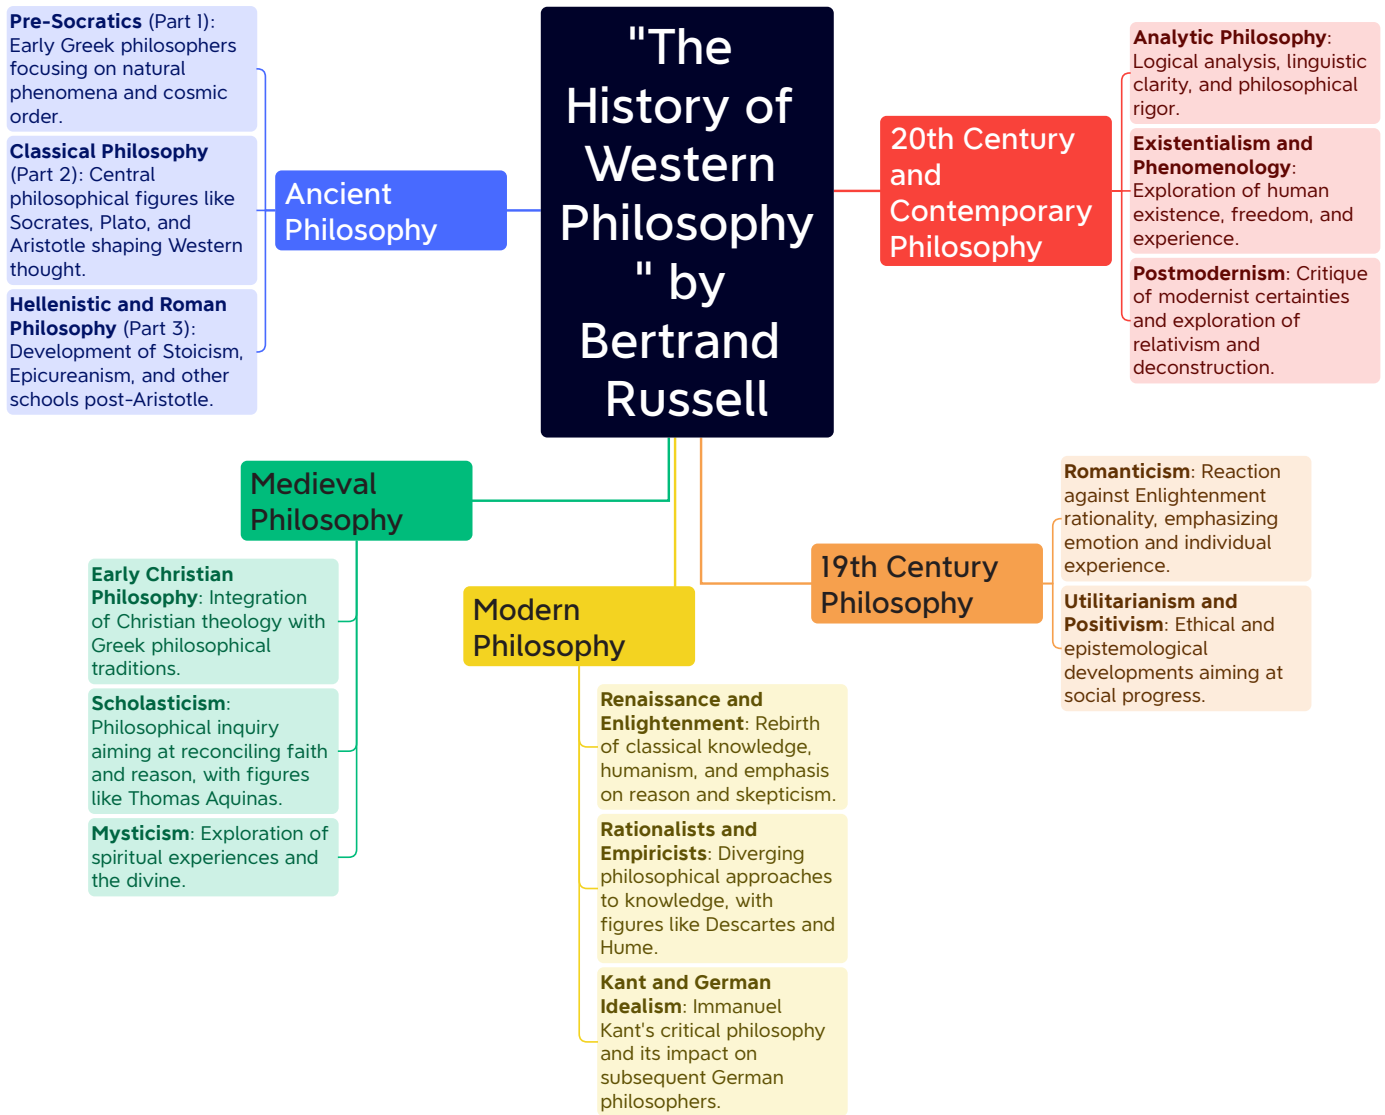 "The
History of
Western
Philosophy
" by
Bertrand
Russell
Ancient
Philosophy
Pre-Socratics (Part 1):
Early Greek philosophers
focusing on natural
phenomena and cosmic
order.
Classical Philosophy
(Part 2): Central
philosophical figures like
Socrates, Plato, and
Aristotle shaping Western
thought.
Hellenistic and Roman
Philosophy (Part 3):
Development of Stoicism,
Epicureanism, and other
schools post-Aristotle.
Medieval
Philosophy
Early Christian
Philosophy: Integration
of Christian theology with
Greek philosophical
traditions.
Scholasticism:
Philosophical inquiry
aiming at reconciling faith
and reason, with figures
like Thomas Aquinas.
Mysticism: Exploration of
spiritual experiences and
the divine.
Modern
Philosophy
Renaissance and
Enlightenment: Rebirth
of classical knowledge,
humanism, and emphasis
on reason and skepticism.
Rationalists and
Empiricists: Diverging
philosophical approaches
to knowledge, with
figures like Descartes and
Hume.
Kant and German
Idealism: Immanuel
Kant's critical philosophy
and its impact on
subsequent German
philosophers.
19th Century
Philosophy
Romanticism: Reaction
against Enlightenment
rationality, emphasizing
emotion and individual
experience.
Utilitarianism and
Positivism: Ethical and
epistemological
developments aiming at
social progress.
20th Century
and
Contemporary
Philosophy
Analytic Philosophy:
Logical analysis, linguistic
clarity, and philosophical
rigor.
Existentialism and
Phenomenology:
Exploration of human
existence, freedom, and
experience.
Postmodernism: Critique
of modernist certainties
and exploration of
relativism and
deconstruction.